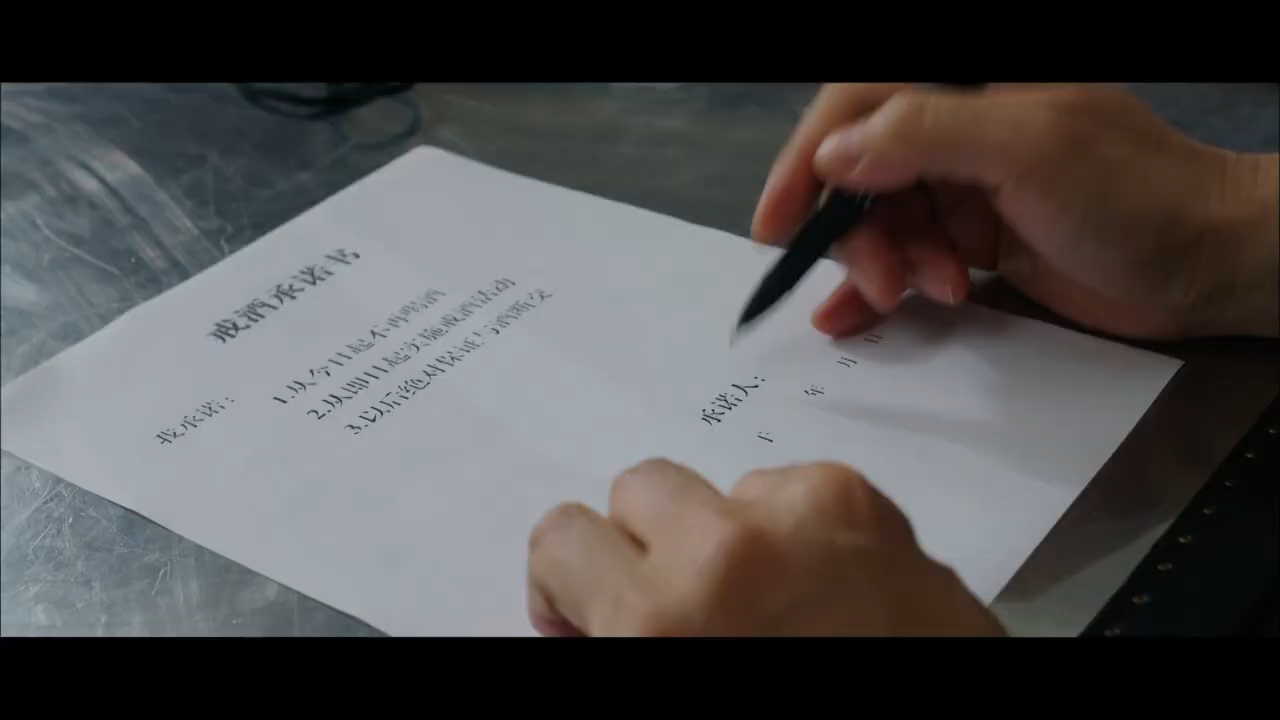 戒酒承诺书
我承诺：
1.从今日起不再喝酒
2.从即日起实施戒酒活动
3.以后绝对保证与酒断交
承诺人：
年 月 日